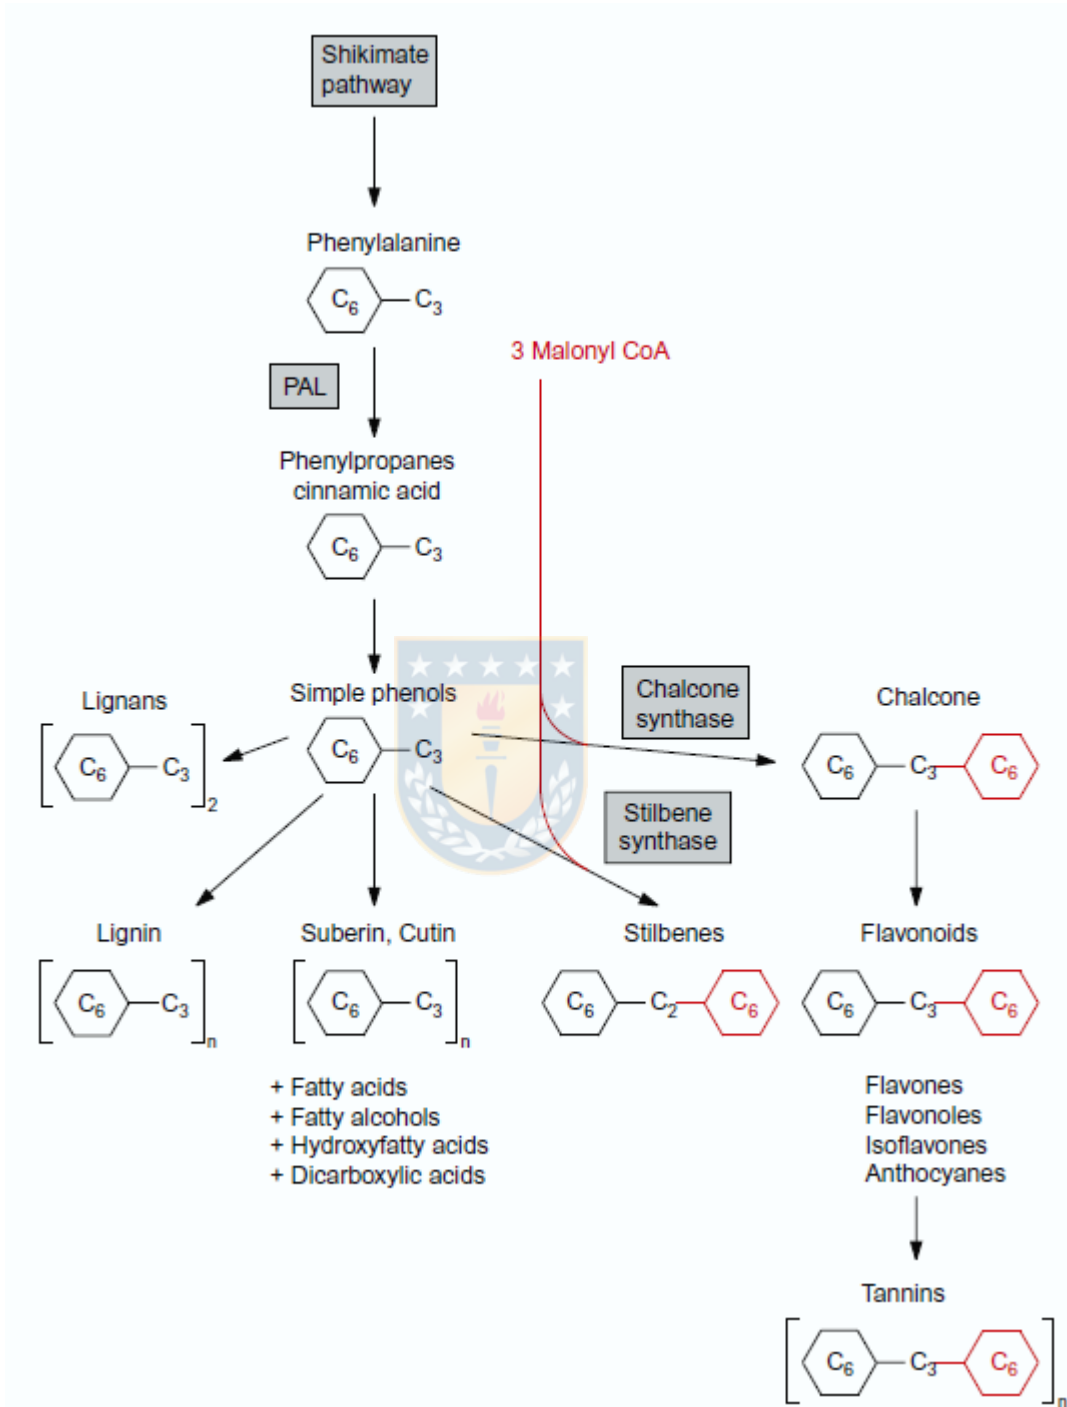 Shikimate
pathway
Phenylalanine
C6 C3
3 Malonyl CoA
PAL
Phenylpropanes
cinnamic acid
C6 C3
Lignans
[C6 C3]2
Simple phenols
C6 C3
Chalcone
synthase
Chalcone
C6 C3 C6
Stilbene
synthase
Lignin
[C6 C3]n
Suberin, Cutin
[C6 C3]n
+ Fatty acids
+ Fatty alcohols
+ Hydroxyfatty acids
+ Dicarboxylic acids
Stilbenes
C6 C2 C6
Flavonoids
C6 C3 C6
Flavones
Flavonoles
Isoflavones
Anthocyanes
Tannins
[C6 C3 C6]n